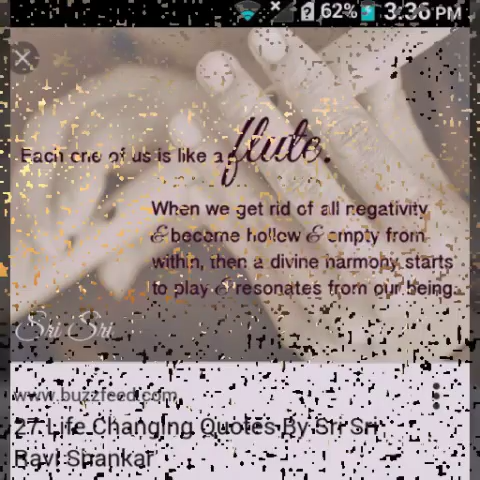 62% 3:36 PM
Each one of us is like a flute.
When we get rid of all negativity
& become hollow & empty from
within, then a divine harmony starts
to play & resonates from our being.
Sri Sri
www.buzzfeed.com
27 Life Changing Quotes By Sri Sri
Ravi Shankar